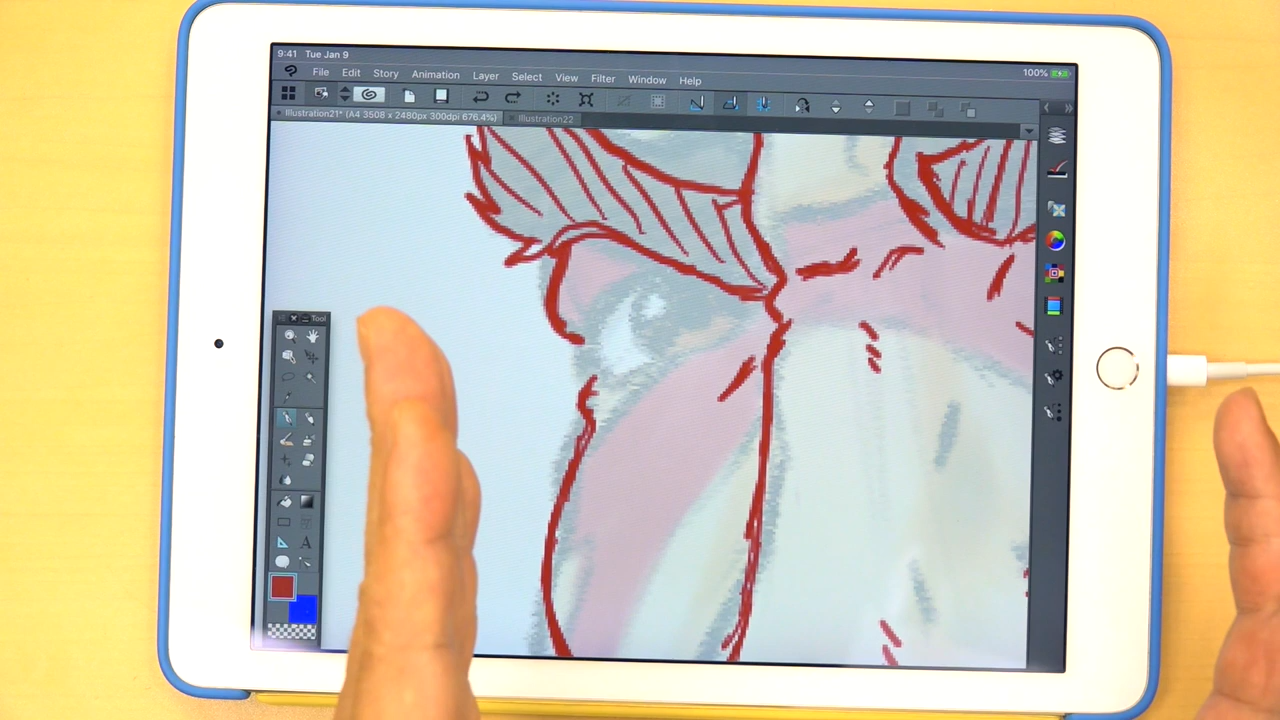 9:41 Tue Jan 9
100%
File Edit Story Animation Layer Select View Filter Window Help
Illustration21* (A4 3508 x 2480px 300dpi 676.4%) Illustration22
Tool
A